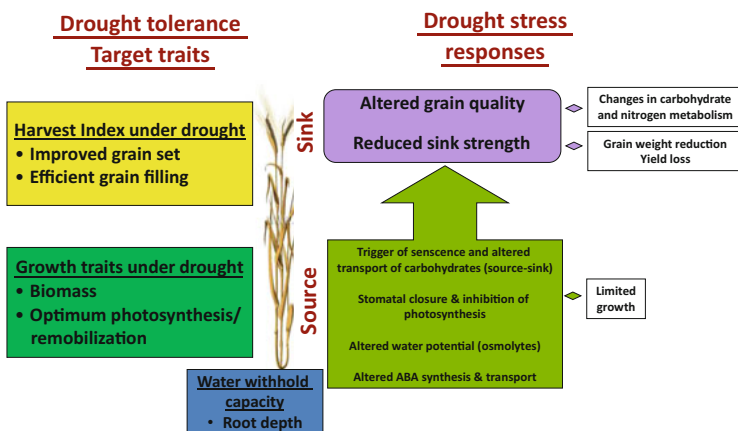 Drought tolerance
Target traits
Drought stress
responses
Harvest Index under drought
• Improved grain set
• Efficient grain filling
Sink
Altered grain quality
Reduced sink strength
Changes in carbohydrate
and nitrogen metabolism
Grain weight reduction
Yield loss
Growth traits under drought
• Biomass
• Optimum photosynthesis/
remobilization
Source
Trigger of senscence and altered
transport of carbohydrates (source-sink)
Stomatal closure & inhibition of
photosynthesis
Altered water potential (osmolytes)
Altered ABA synthesis & transport
Limited
growth
Water withhold
capacity
• Root depth